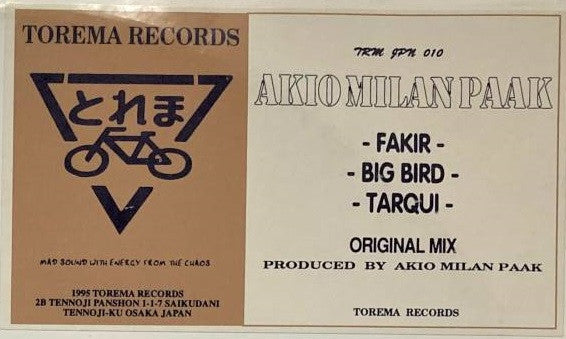 TOREMA RECORDS
とれま
MAD SOUND WITH ENERGY FROM THE CHAOS
1995 TOREMA RECORDS
2B TENNOJI PANSHON 1-1-7 SAIKUDANI
TENNOJI-KU OSAKA JAPAN
TRM JPN 010
AKIO MILAN PAAK
- FAKIR -
- BIG BIRD -
- TARQUI -
ORIGINAL MIX
PRODUCED BY AKIO MILAN PAAK
TOREMA RECORDS